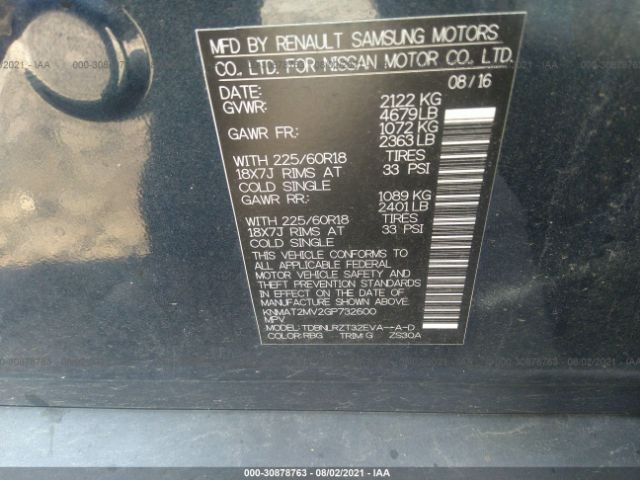 000-30878763 - 08/02/2021 - IAA
MFD BY RENAULT SAMSUNG MOTORS
CO., LTD. FOR NISSAN MOTOR CO., LTD.
DATE: 08/16
GVWR: 2122 KG
4679 LB
GAWR FR: 1072 KG
2363 LB
WITH 225/60R18 TIRES
18X7J RIMS AT 33 PSI
COLD SINGLE
GAWR RR: 1089 KG
2401 LB
WITH 225/60R18 TIRES
18X7J RIMS AT 33 PSI
COLD SINGLE
THIS VEHICLE CONFORMS TO
ALL APPLICABLE FEDERAL
MOTOR VEHICLE SAFETY AND
THEFT PREVENTION STANDARDS
IN EFFECT ON THE DATE OF
MANUFACTURE SHOWN ABOVE.
KNMAT2MV2GP732600
MPV
MODEL: TDBNLRZT32EVA--A-D
COLOR:RBG TRIM:G ZS30A
000-30878763 - 08/02/2021 - IAA